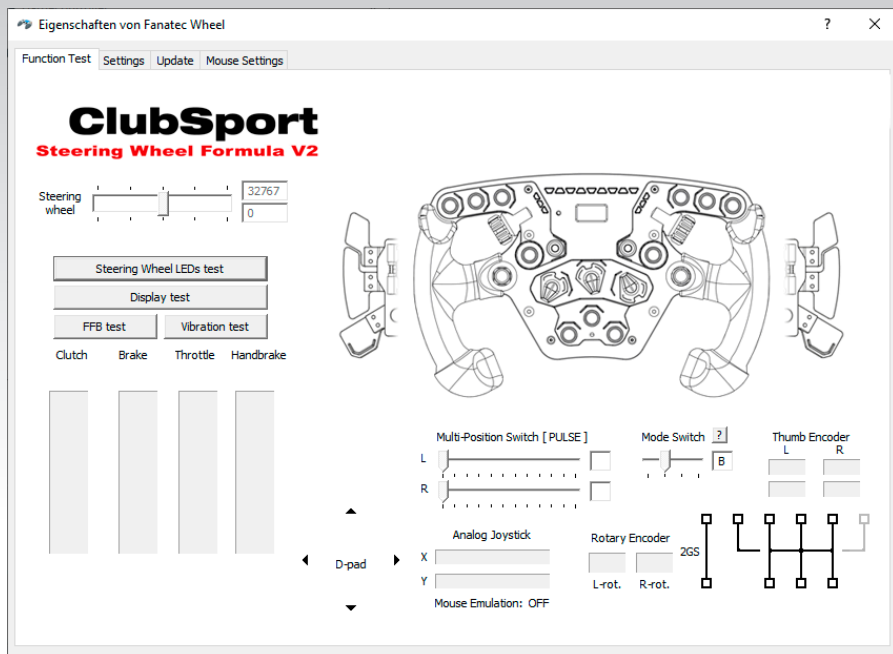 Eigenschaften von Fanatec Wheel
?
Function Test Settings Update Mouse Settings
ClubSport
Steering Wheel Formula V2
Steering wheel
32767
0
Steering Wheel LEDs test
Display test
FFB test Vibration test
Clutch Brake Throttle Handbrake
Multi-Position Switch [ PULSE ]
L
R
Mode Switch ?
B
Thumb Encoder
L R
D-pad
Analog Joystick
X
Y
Mouse Emulation: OFF
Rotary Encoder
L-rot. R-rot.
2GS